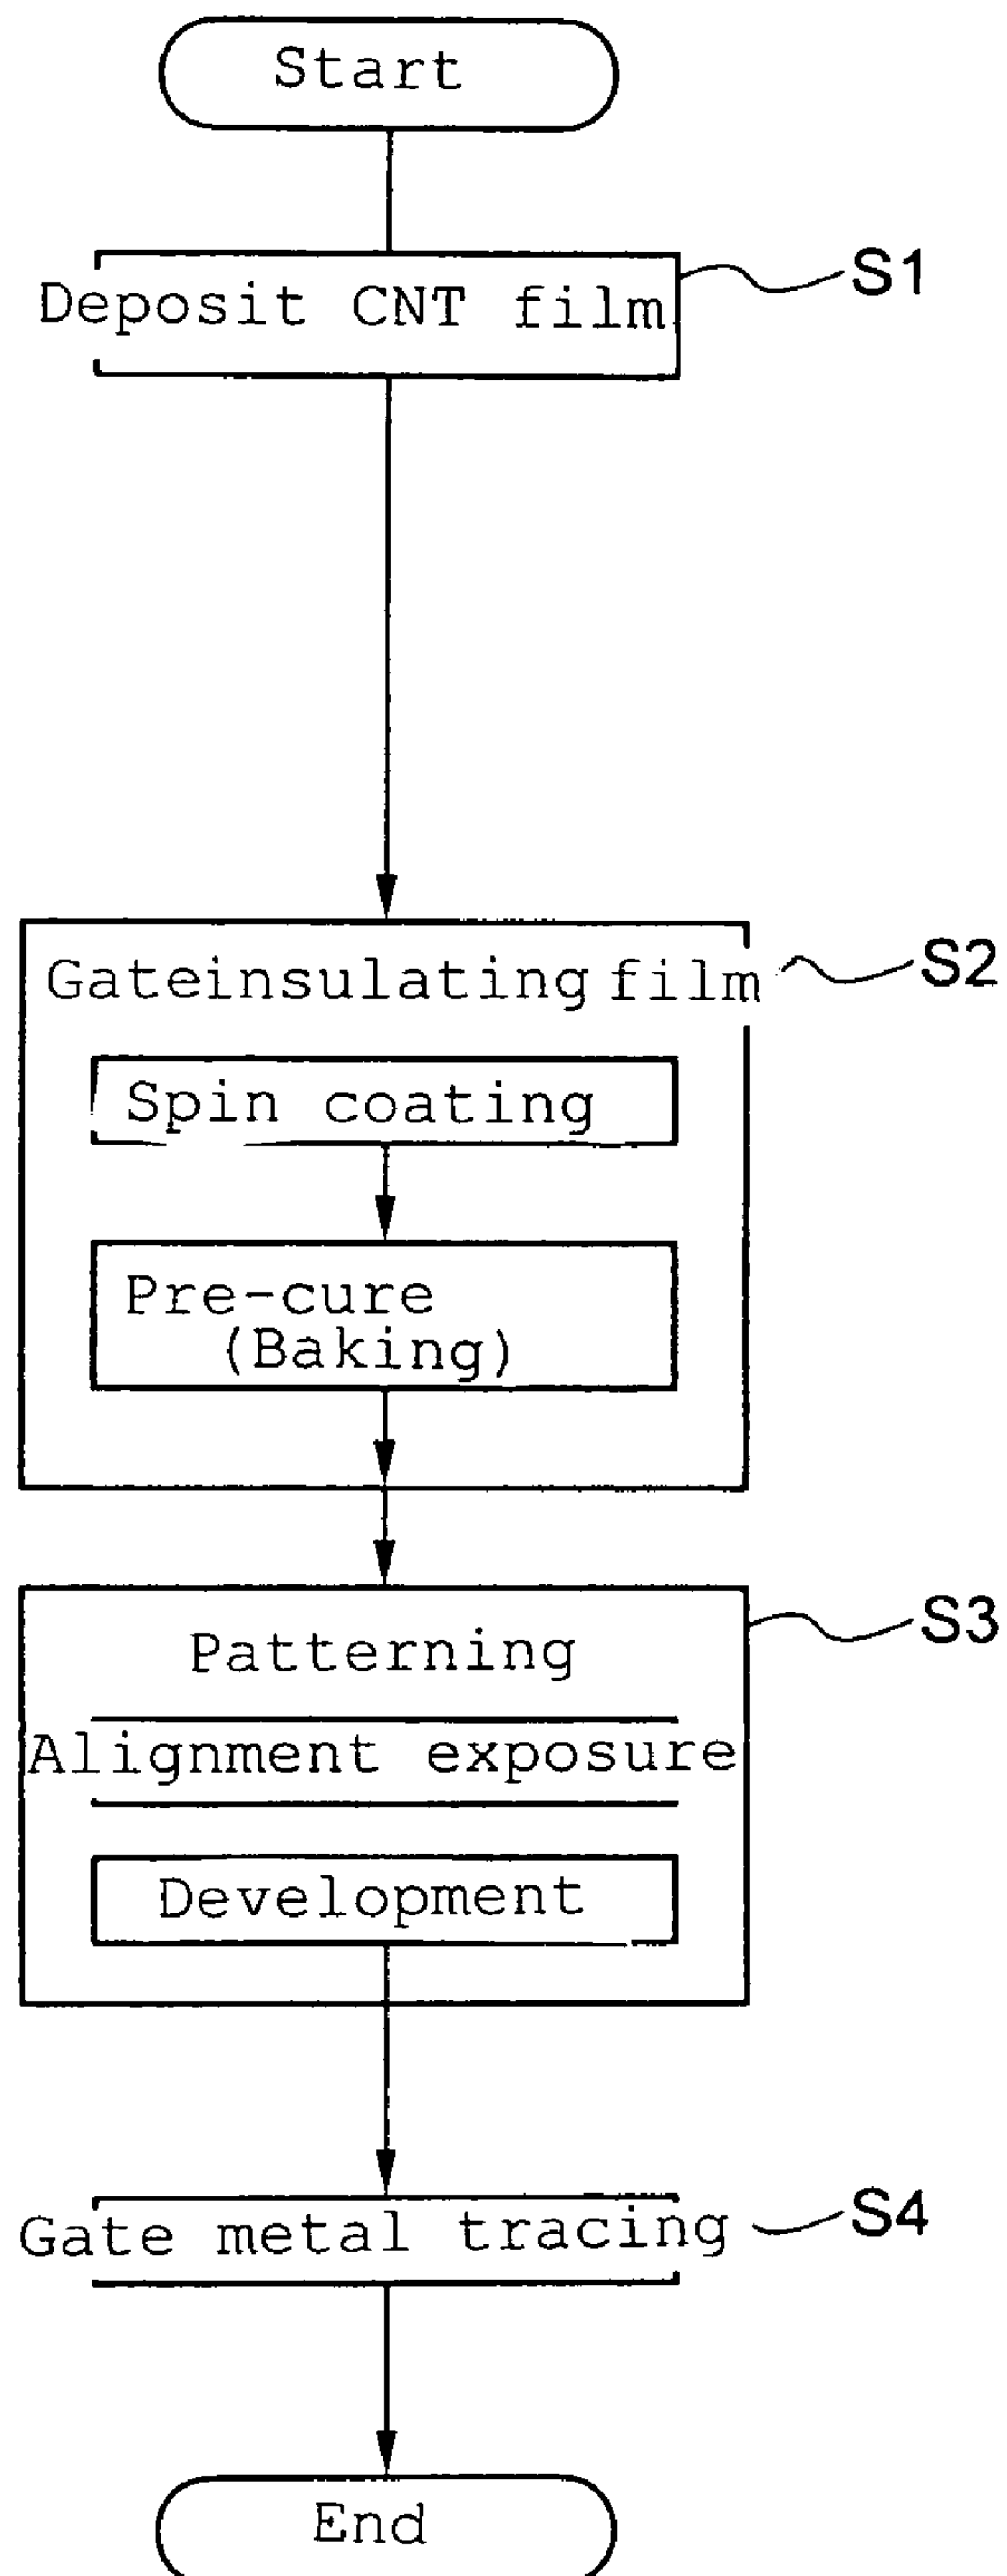 Start
Deposit CNT film
S1
Gateinsulating film
S2
Spin coating
Pre-cure
(Baking)
Patterning
S3
Alignment exposure
Development
Gate metal tracing
S4
End